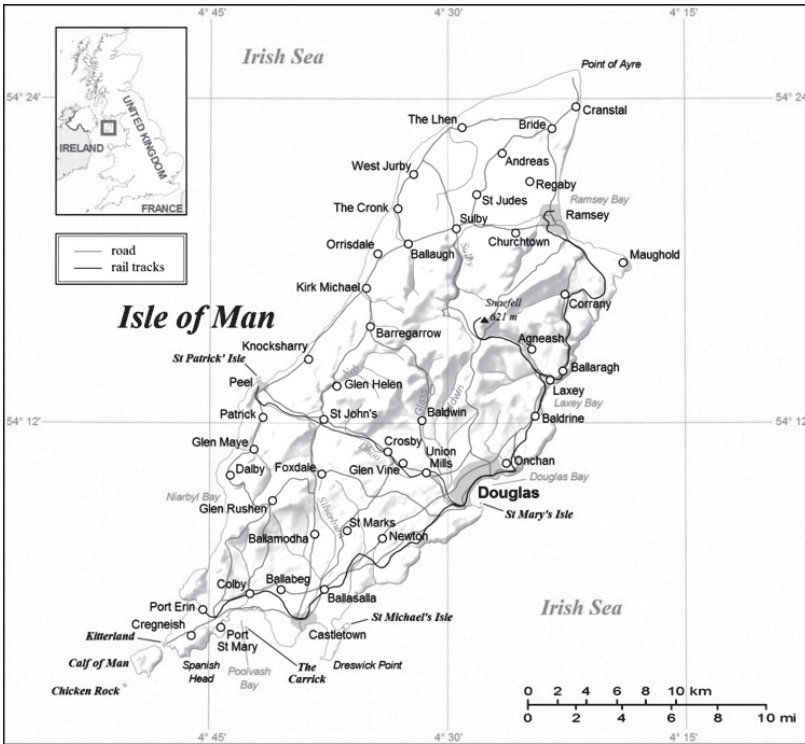 4° 45'
4° 30'
4° 15'
Irish Sea
Point of Ayre
54° 24'
54° 24'
UNITED KINGDOM
IRELAND
FRANCE
road
rail tracks
Cranstal
The Lhen
Bride
Andreas
West Jurby
Regaby
St Judes
Ramsey Bay
The Cronk
Ramsey
Sulby
Churchtown
Orrisdale
Ballaugh
Sulby
Maughold
Kirk Michael
Corrany
Snaefell
621 m
Isle of Man
Barregarrow
Agneash
Knocksharry
St Patrick' Isle
Ballaragh
Peel
Neb
Glen Helen
Laxey
Laxey Bay
Patrick
St John's
Glass
Baldwin
54° 12'
Baldrine
54° 12'
Glen Maye
Crosby
Dhoo
Union
Mills
Onchan
Dalby
Foxdale
Glen Vine
Douglas Bay
Niarbyl Bay
Douglas
Glen Rushen
Silverburn
St Mary's Isle
St Marks
Ballamodha
Newton
Colby
Ballabeg
Ballasalla
Port Erin
Irish Sea
Cregneish
St Michael's Isle
Kitterland
Port
St Mary
Castletown
Calf of Man
Spanish
Head
Poolvash
Bay
The
Carrick
Dreswick Point
Chicken Rock
0 2 4 6 8 10 km
0 2 4 6 8 10 mi
4° 45'
4° 30'
4° 15'